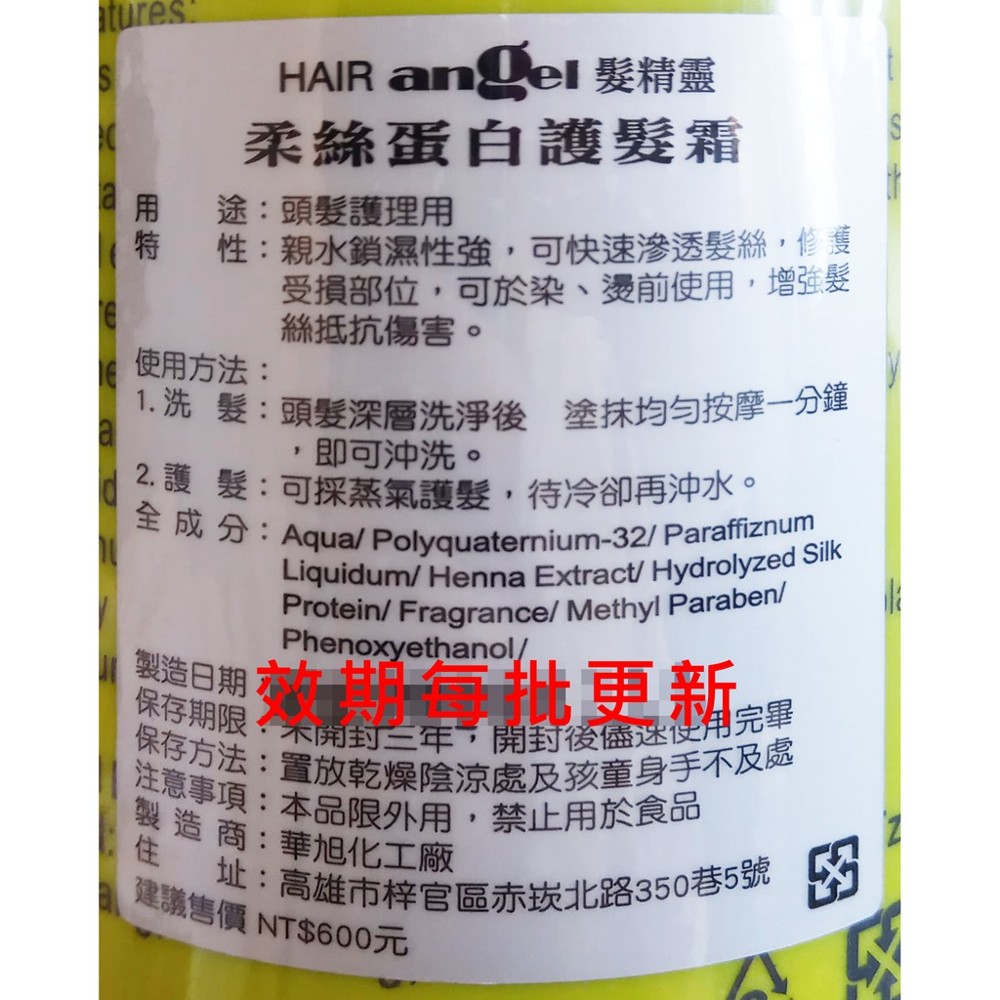 atures:
HAIR angel 髮精靈
柔絲蛋白護髮霜
用 途：頭髮護理用
特 性：親水鎖濕性強，可快速滲透髮絲，修護
受損部位，可於染、燙前使用，增強髮
絲抵抗傷害。
使用方法：
1. 洗 髮：頭髮深層洗淨後 塗抹均勻按摩一分鐘
，即可沖洗。
2. 護 髮：可採蒸氣護髮，待冷卻再沖水。
全 成 分：Aqua/ Polyquaternium-32/ Paraffiznum
Liquidum/ Henna Extract/ Hydrolyzed Silk
Protein/ Fragrance/ Methyl Paraben/
Phenoxyethanol/
製造日期
效期每批更新
保存期限：未開封三年，開封後儘速使用完畢
保存方法：置放乾燥陰涼處及孩童身手不及處
注意事項：本品限外用，禁止用於食品
製 造 商：華旭化工廠
住 址：高雄市梓官區赤崁北路350巷5號
建議售價 NT$600元